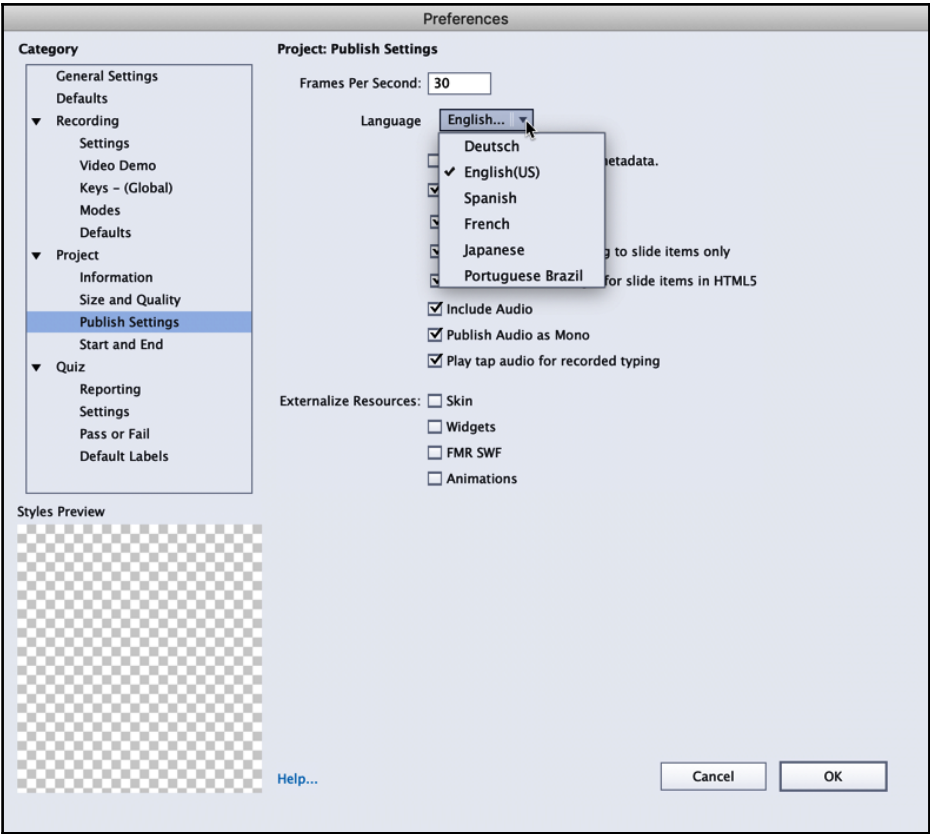 Preferences
Category
General Settings
Defaults
Recording
Settings
Video Demo
Keys - (Global)
Modes
Defaults
Project
Information
Size and Quality
Publish Settings
Start and End
Quiz
Reporting
Settings
Pass or Fail
Default Labels
Styles Preview
Project: Publish Settings
Frames Per Second: 30
Language English...
Deutsch
English(US)
Spanish
French
Japanese
Portuguese Brazil
metadata.
to slide items only
for slide items in HTML5
Include Audio
Publish Audio as Mono
Play tap audio for recorded typing
Externalize Resources: Skin
Widgets
FMR SWF
Animations
Help...
Cancel OK